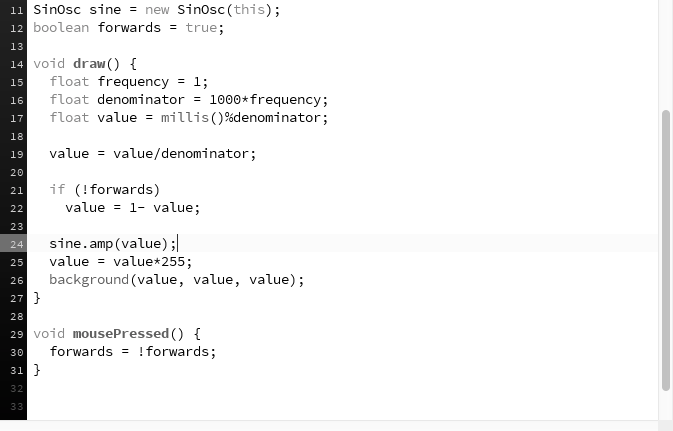 11 SinOsc sine = new SinOsc(this);
12 boolean forwards = true;
13
14 void draw() {
15   float frequency = 1;
16   float denominator = 1000*frequency;
17   float value = millis()%denominator;
18
19   value = value/denominator;
20
21   if (!forwards)
22     value = 1- value;
23
24   sine.amp(value);
25   value = value*255;
26   background(value, value, value);
27 }
28
29 void mousePressed() {
30   forwards = !forwards;
31 }
32
33